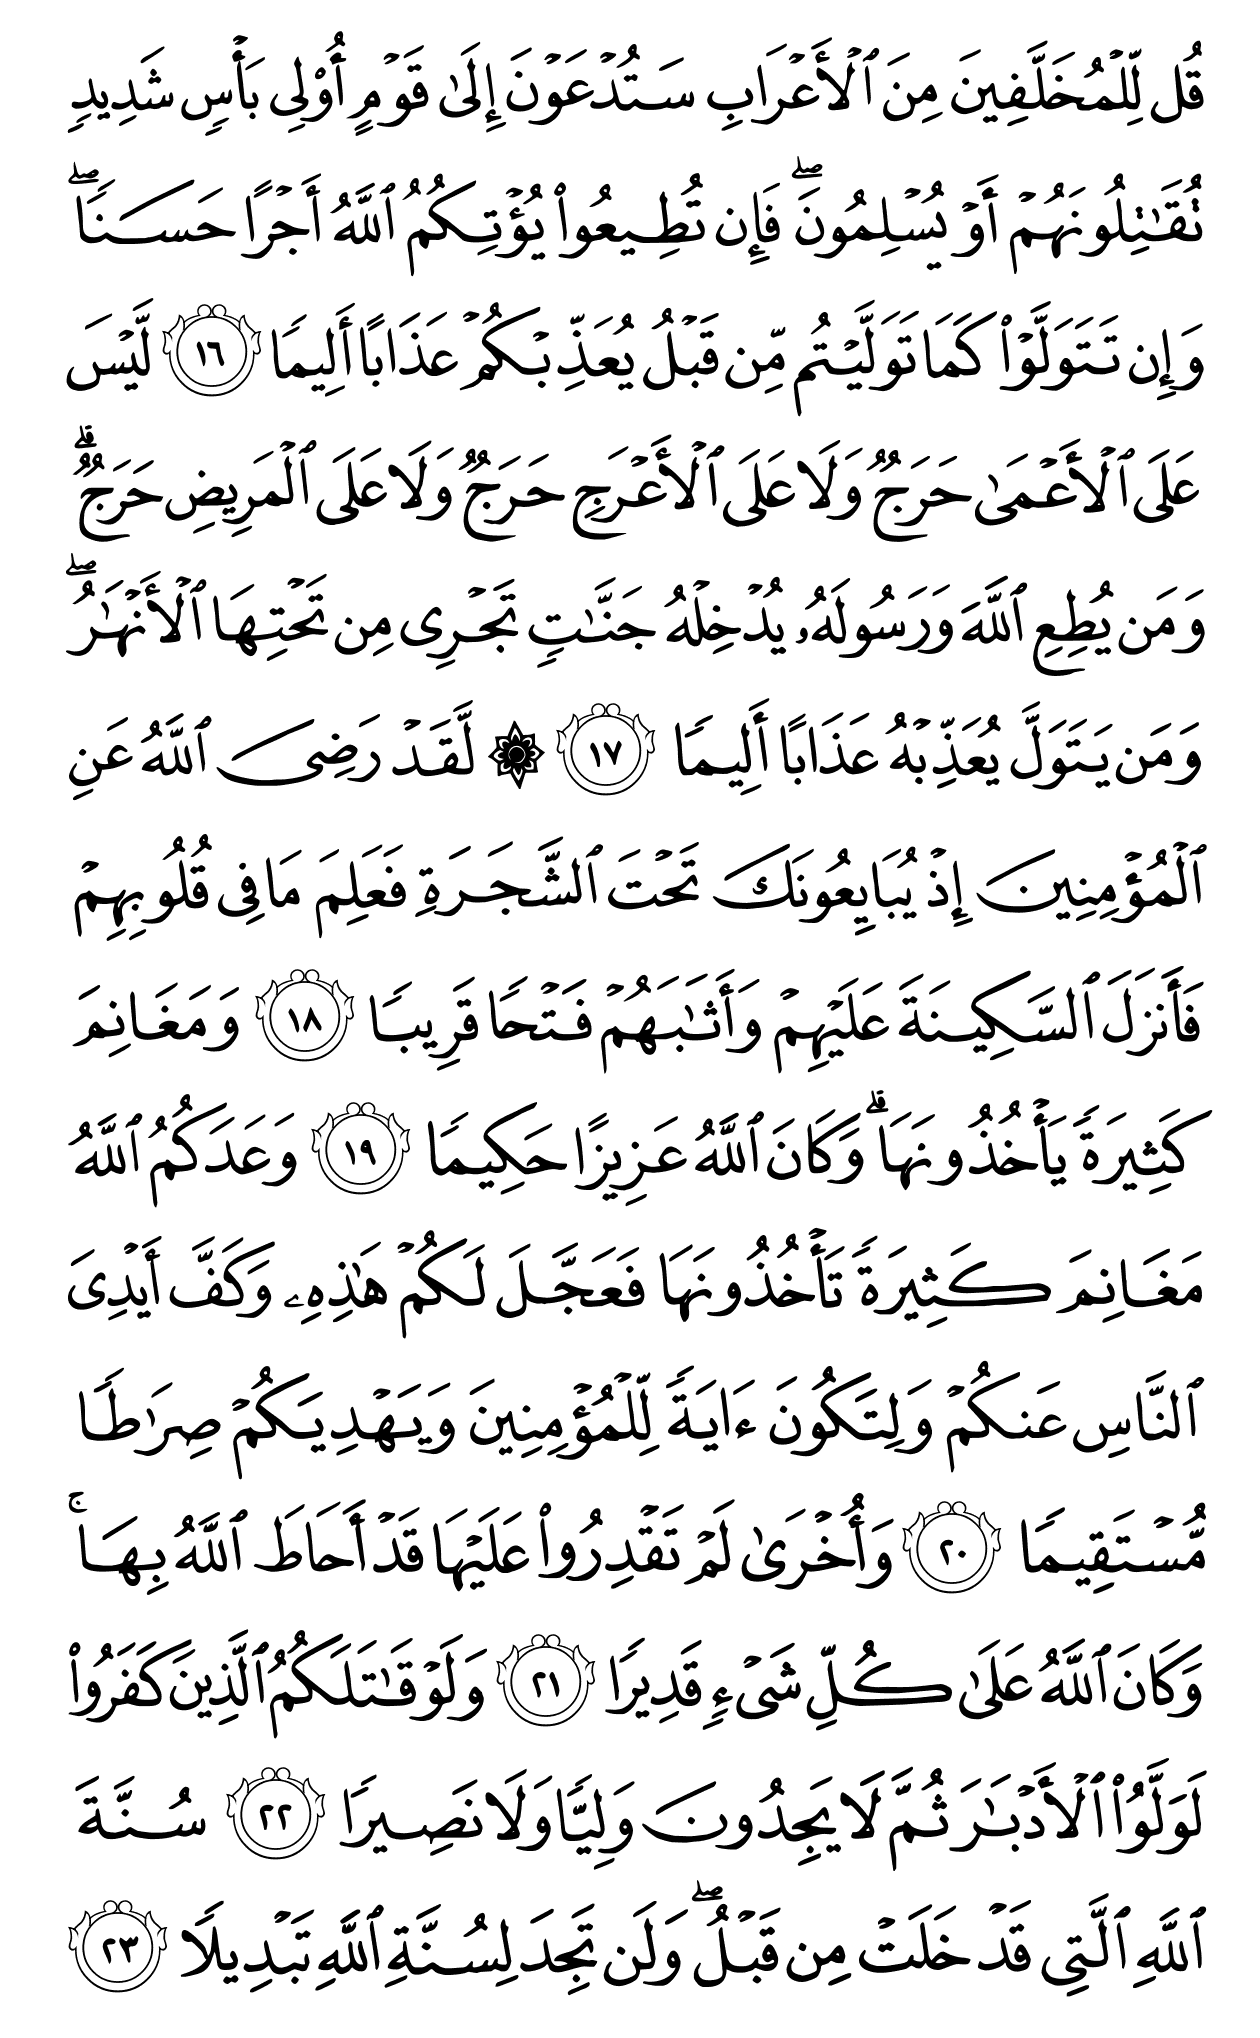 قُل لِّلْمُخَلَّفِينَ مِنَ ٱلْأَعْرَابِ سَتُدْعَوْنَ إِلَىٰ قَوْمٍ أُو۟لِى بَأْسٍ شَدِيدٍ
تُقَـٰتِلُونَهُمْ أَوْ يُسْلِمُونَ ۖ فَإِن تُطِيعُوا۟ يُؤْتِكُمُ ٱللَّهُ أَجْرًا حَسَنًا ۖ
وَإِن تَتَوَلَّوْا۟ كَمَا تَوَلَّيْتُم مِّن قَبْلُ يُعَذِّبْكُمْ عَذَابًا أَلِيمًا ١٦ لَّيْسَ
عَلَى ٱلْأَعْمَىٰ حَرَجٌ وَلَا عَلَى ٱلْأَعْرَجِ حَرَجٌ وَلَا عَلَى ٱلْمَرِيضِ حَرَجٌ ۗ
وَمَن يُطِعِ ٱللَّهَ وَرَسُولَهُۥ يُدْخِلْهُ جَنَّـٰتٍ تَجْرِى مِن تَحْتِهَا ٱلْأَنْهَـٰرُ ۖ
وَمَن يَتَوَلَّ يُعَذِّبْهُ عَذَابًا أَلِيمًا ١٧ ۞ لَّقَدْ رَضِىَ ٱللَّهُ عَنِ
ٱلْمُؤْمِنِينَ إِذْ يُبَايِعُونَكَ تَحْتَ ٱلشَّجَرَةِ فَعَلِمَ مَا فِى قُلُوبِهِمْ
فَأَنزَلَ ٱلسَّكِينَةَ عَلَيْهِمْ وَأَثَـٰبَهُمْ فَتْحًا قَرِيبًا ١٨ وَمَغَانِمَ
كَثِيرَةً يَأْخُذُونَهَا ۗ وَكَانَ ٱللَّهُ عَزِيزًا حَكِيمًا ١٩ وَعَدَكُمُ ٱللَّهُ
مَغَانِمَ كَثِيرَةً تَأْخُذُونَهَا فَعَجَّلَ لَكُمْ هَـٰذِهِۦ وَكَفَّ أَيْدِىَ
ٱلنَّاسِ عَنكُمْ وَلِتَكُونَ ءَايَةً لِّلْمُؤْمِنِينَ وَيَهْدِيَكُمْ صِرَٰطًا
مُّسْتَقِيمًا ٢٠ وَأُخْرَىٰ لَمْ تَقْدِرُوا۟ عَلَيْهَا قَدْ أَحَاطَ ٱللَّهُ بِهَا ۚ
وَكَانَ ٱللَّهُ عَلَىٰ كُلِّ شَىْءٍ قَدِيرًا ٢١ وَلَوْ قَـٰتَلَكُمُ ٱلَّذِينَ كَفَرُوا۟
لَوَلَّوُا۟ ٱلْأَدْبَـٰرَ ثُمَّ لَا يَجِدُونَ وَلِيًّا وَلَا نَصِيرًا ٢٢ سُنَّةَ
ٱللَّهِ ٱلَّتِى قَدْ خَلَتْ مِن قَبْلُ ۖ وَلَن تَجِدَ لِسُنَّةِ ٱللَّهِ تَبْدِيلًا ٢٣